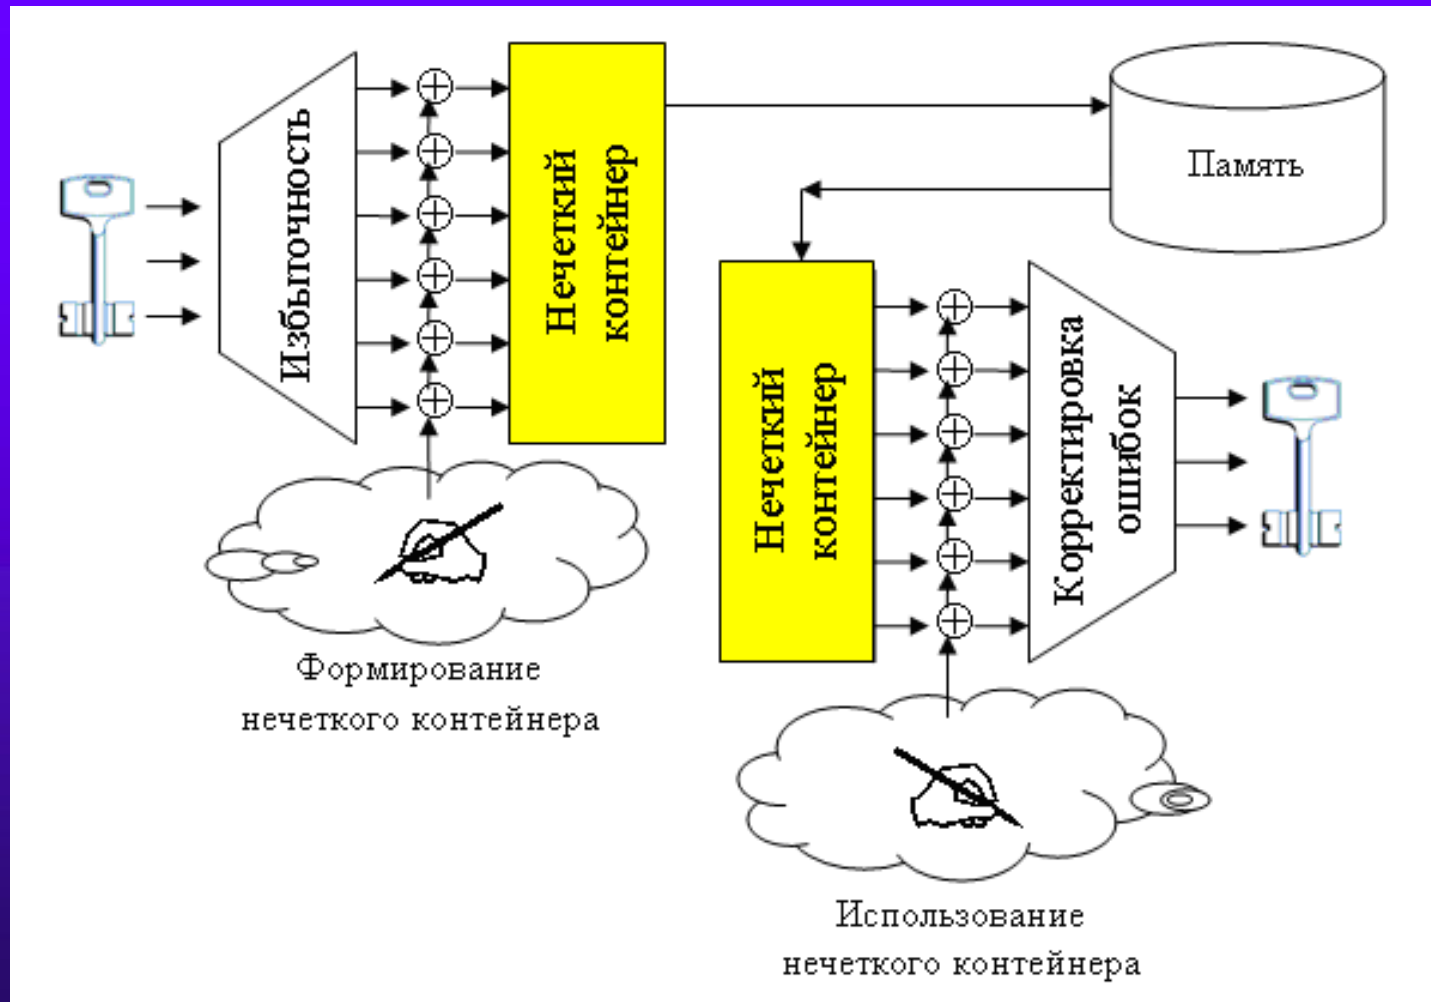 Избыточность
Нечеткий
контейнер
Память
Нечеткий
контейнер
Корректировка
ошибок
Формирование
нечеткого контейнера
Использование
нечеткого контейнера